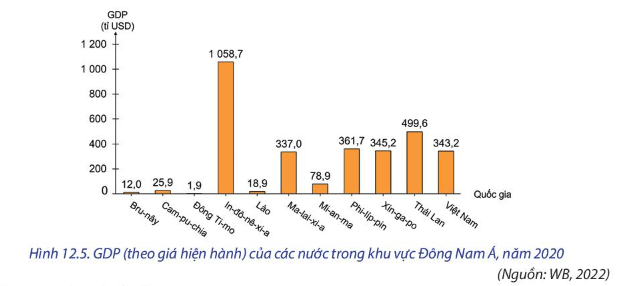 GDP
(tỉ USD)
1 200
1 000
800
600
400
200
0
12,0
25,9
1,9
1 058,7
18,9
337,0
78,9
361,7
345,2
499,6
343,2
Bru-nây
Cam-pu-chia
Đông Ti-mo
In-đô-nê-xi-a
Lào
Ma-lai-xi-a
Mi-an-ma
Phi-líp-pin
Xin-ga-po
Thái Lan
Việt Nam
Quốc gia
Hình 12.5. GDP (theo giá hiện hành) của các nước trong khu vực Đông Nam Á, năm 2020
(Nguồn: WB, 2022)